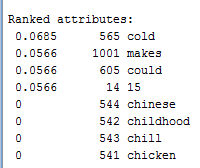 Ranked attributes:
0.0685 565 cold
0.0566 1001 makes
0.0566 605 could
0.0566 14 15
0 544 chinese
0 542 childhood
0 543 chill
0 541 chicken